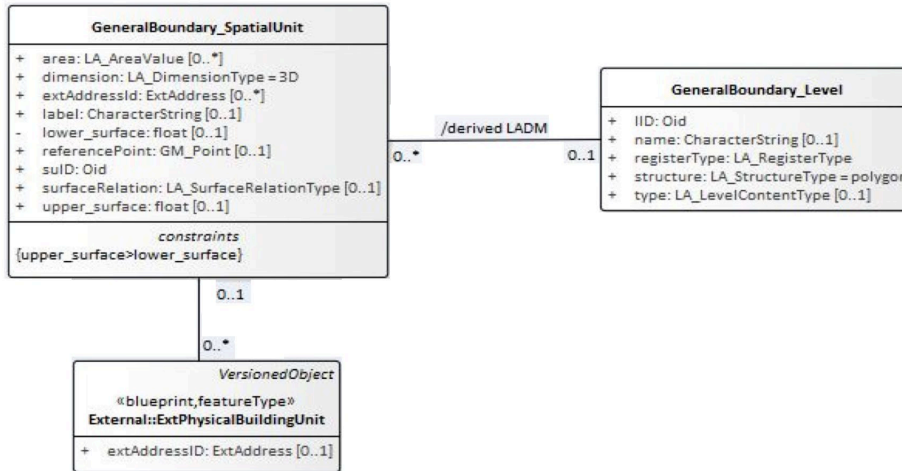 GeneralBoundary_SpatialUnit
+ area: LA_AreaValue [0..*]
+ dimension: LA_DimensionType = 3D
+ extAddressId: ExtAddress [0..*]
+ label: CharacterString [0..1]
- lower_surface: float [0..1]
+ referencePoint: GM_Point [0..1]
+ suID: Oid
+ surfaceRelation: LA_SurfaceRelationType [0..1]
+ upper_surface: float [0..1]
constraints
{upper_surface>lower_surface}
/derived LADM
0..*
0..1
GeneralBoundary_Level
+ lID: Oid
+ name: CharacterString [0..1]
+ registerType: LA_RegisterType
+ structure: LA_StructureType = polygon
+ type: LA_LevelContentType [0..1]
0..1
0..*
VersionedObject
«blueprint,featureType»
External::ExtPhysicalBuildingUnit
+ extAddressID: ExtAddress [0..1]